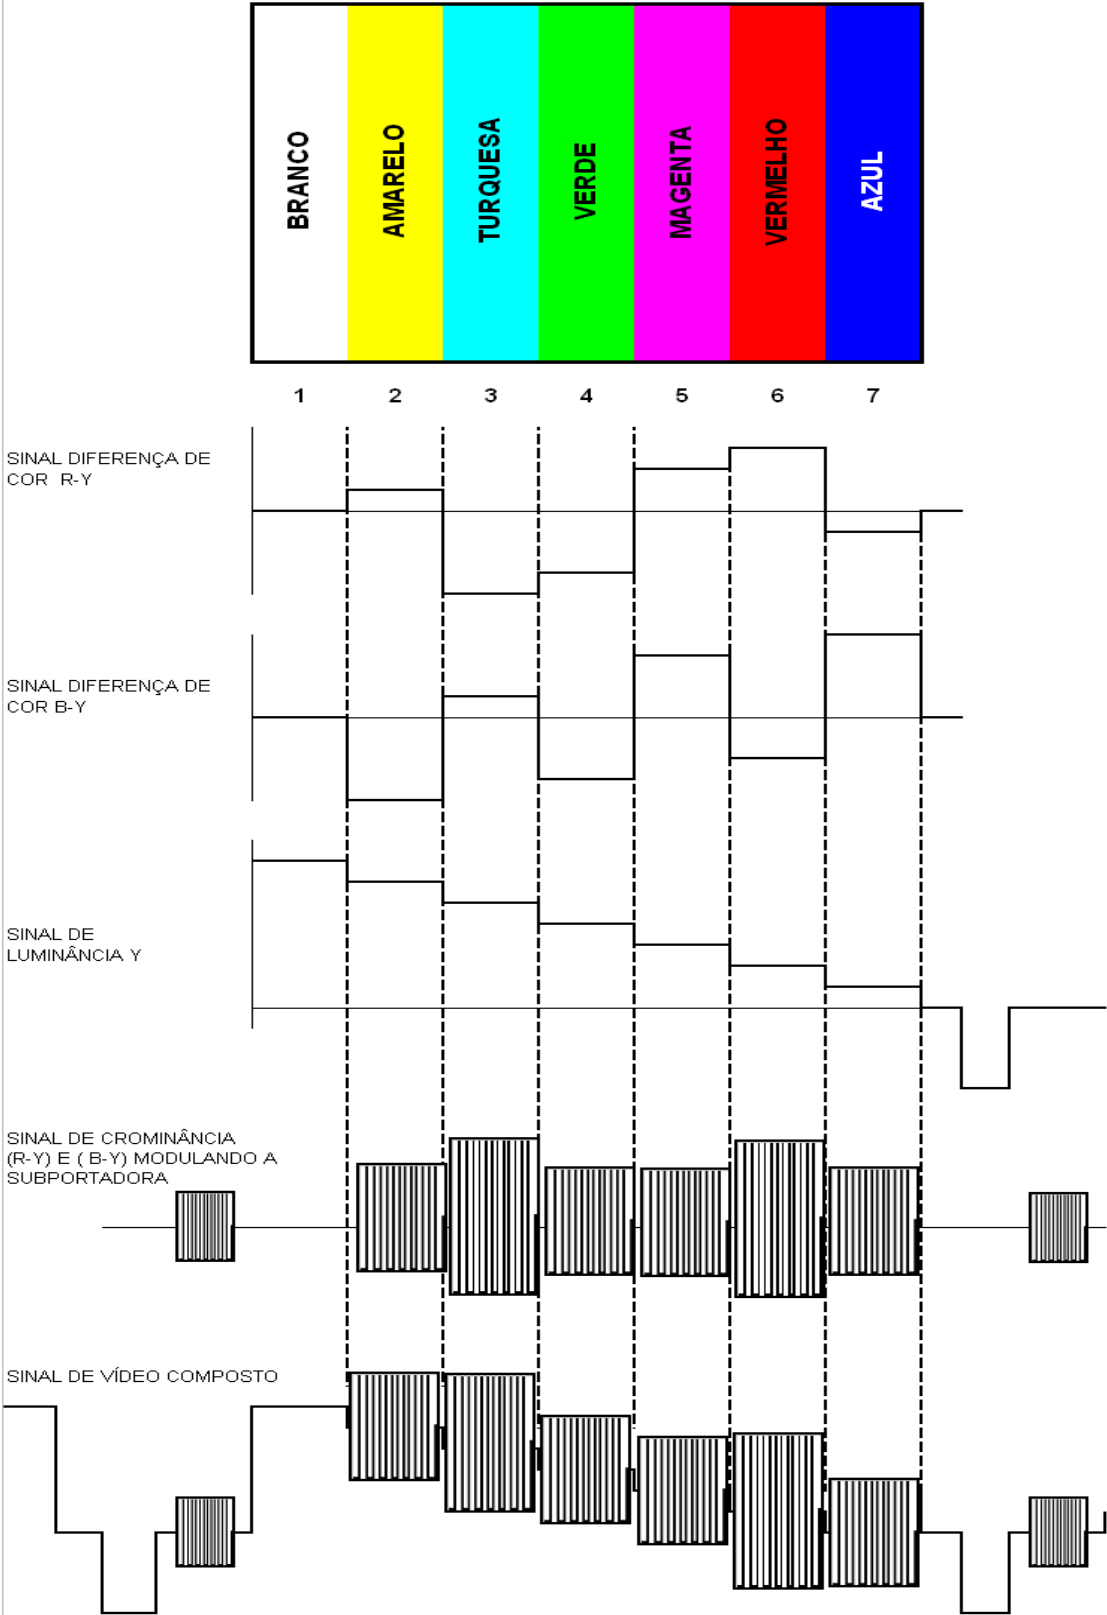 BRANCO
AMARELO
TURQUESA
VERDE
MAGENTA
VERMELHO
AZUL
1 2 3 4 5 6 7
SINAL DIFERENÇA DE
COR R-Y
SINAL DIFERENÇA DE
COR B-Y
SINAL DE
LUMINÂNCIA Y
SINAL DE CROMINÂNCIA
(R-Y) E ( B-Y) MODULANDO A
SUBPORTADORA
SINAL DE VÍDEO COMPOSTO